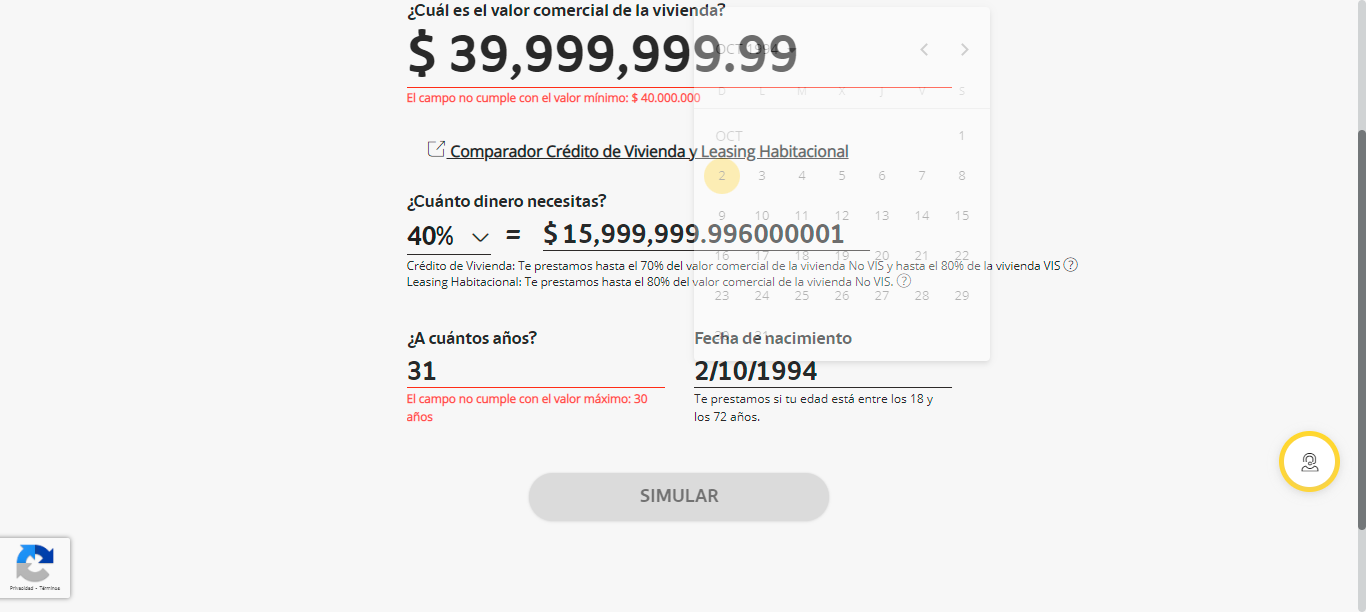 ¿Cuál es el valor comercial de la vivienda?
$ 39,999,999.99
OCT 1994
El campo no cumple con el valor mínimo: $ 40.000.000
D L M X J V S
OCT 1
Comparador Crédito de Vivienda y Leasing Habitacional
2 3 4 5 6 7 8
¿Cuánto dinero necesitas?
9 10 11 12 13 14 15
40% = $ 15,999,999.996000001
16 17 18 19 20 21 22
Crédito de Vivienda: Te prestamos hasta el 70% del valor comercial de la vivienda No VIS y hasta el 80% de la vivienda VIS ?
Leasing Habitacional: Te prestamos hasta el 80% del valor comercial de la vivienda No VIS. ?
23 24 25 26 27 28 29
30 31
¿A cuántos años?
31
El campo no cumple con el valor máximo: 30
años
Fecha de nacimiento
2/10/1994
Te prestamos si tu edad está entre los 18 y
los 72 años.
SIMULAR
Privacidad - Términos